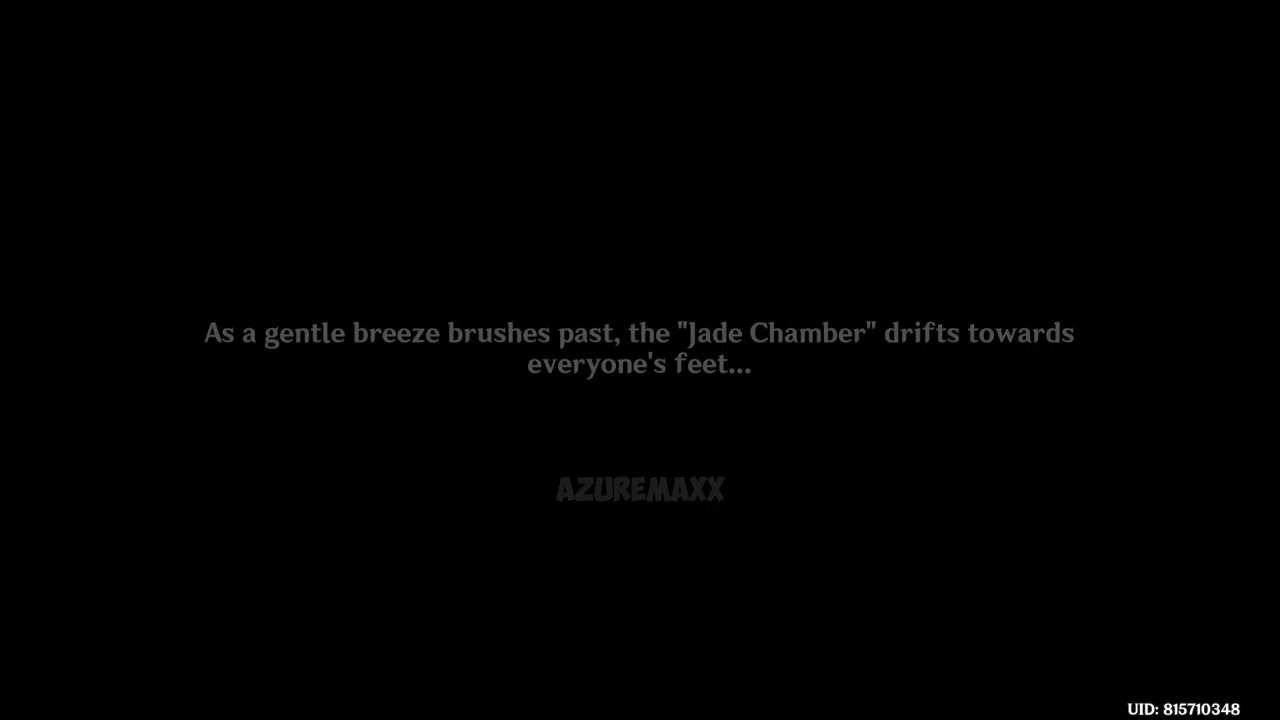 As a gentle breeze brushes past, the "Jade Chamber" drifts towards
everyone's feet...
AZUREMAXX
UID: 815710348